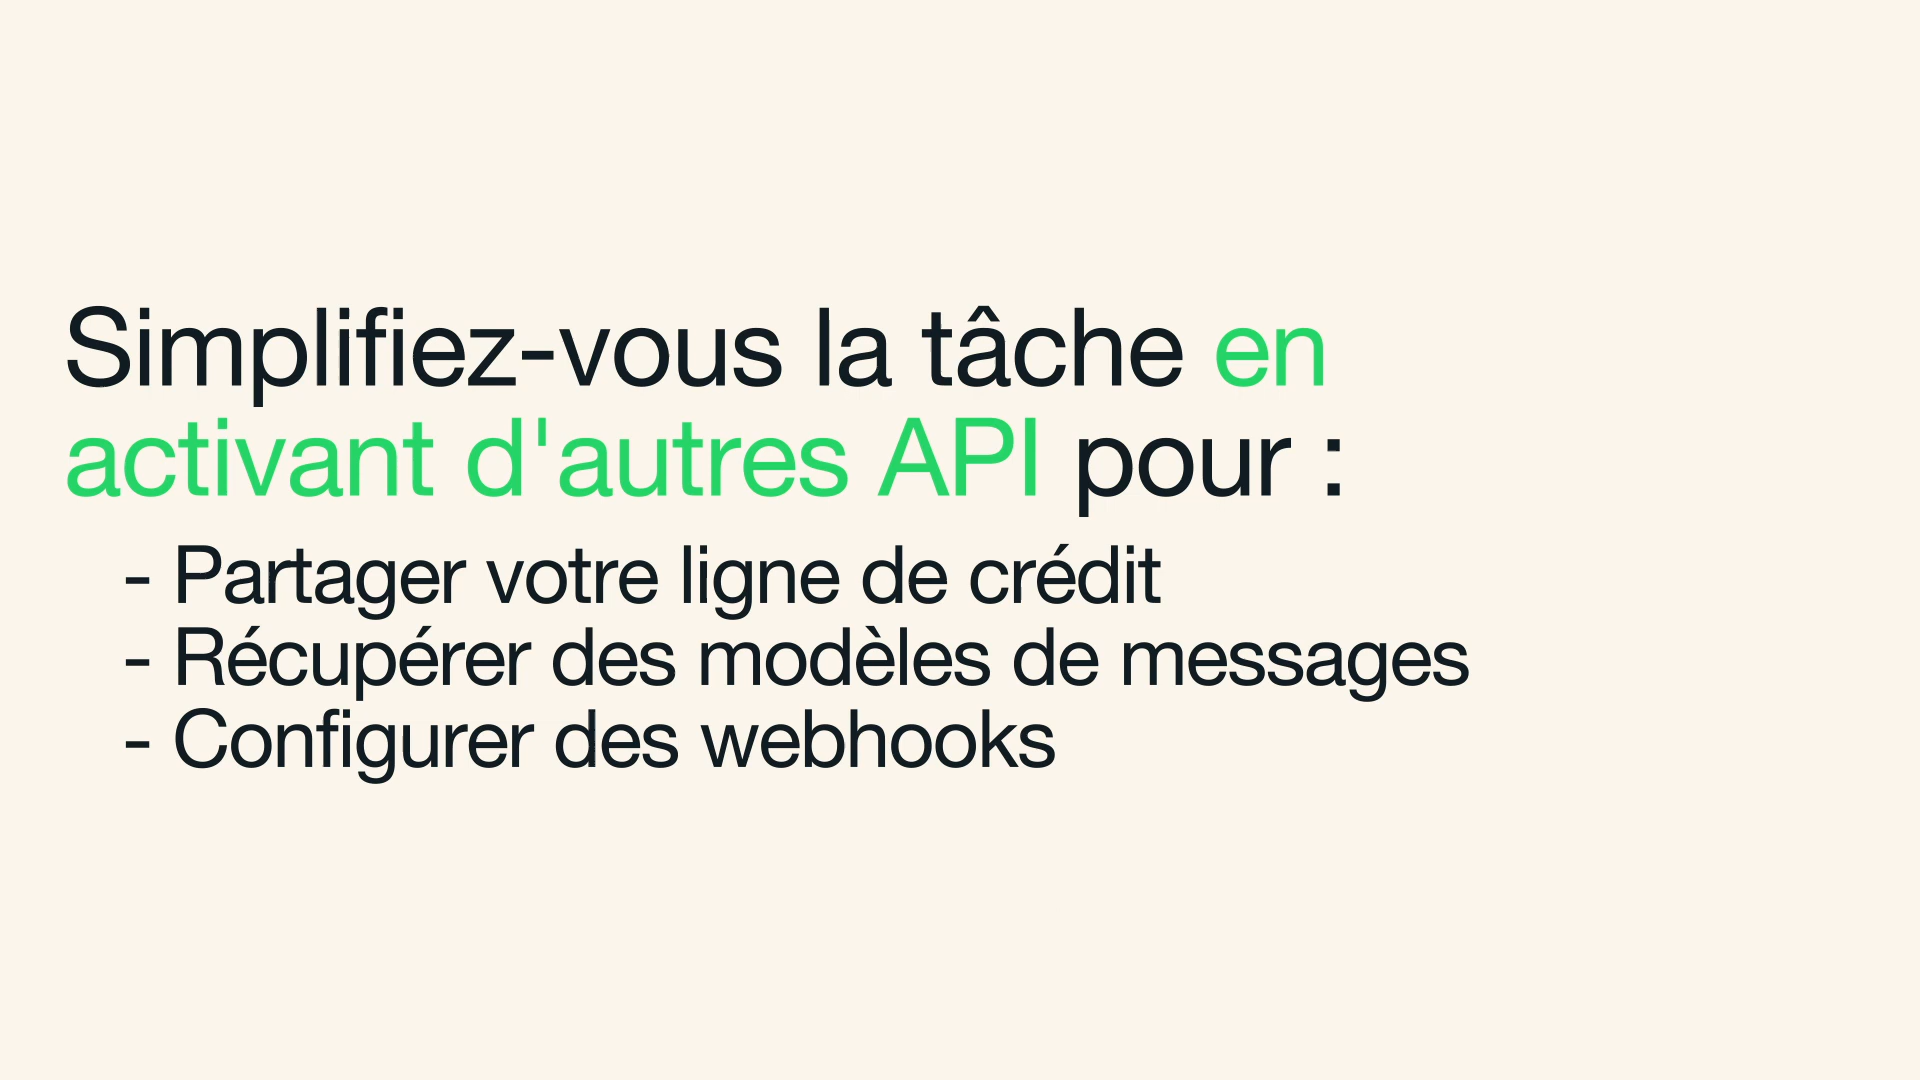 Simplifiez-vous la tâche en
activant d'autres API pour :
- Partager votre ligne de crédit
- Récupérer des modèles de messages
- Configurer des webhooks